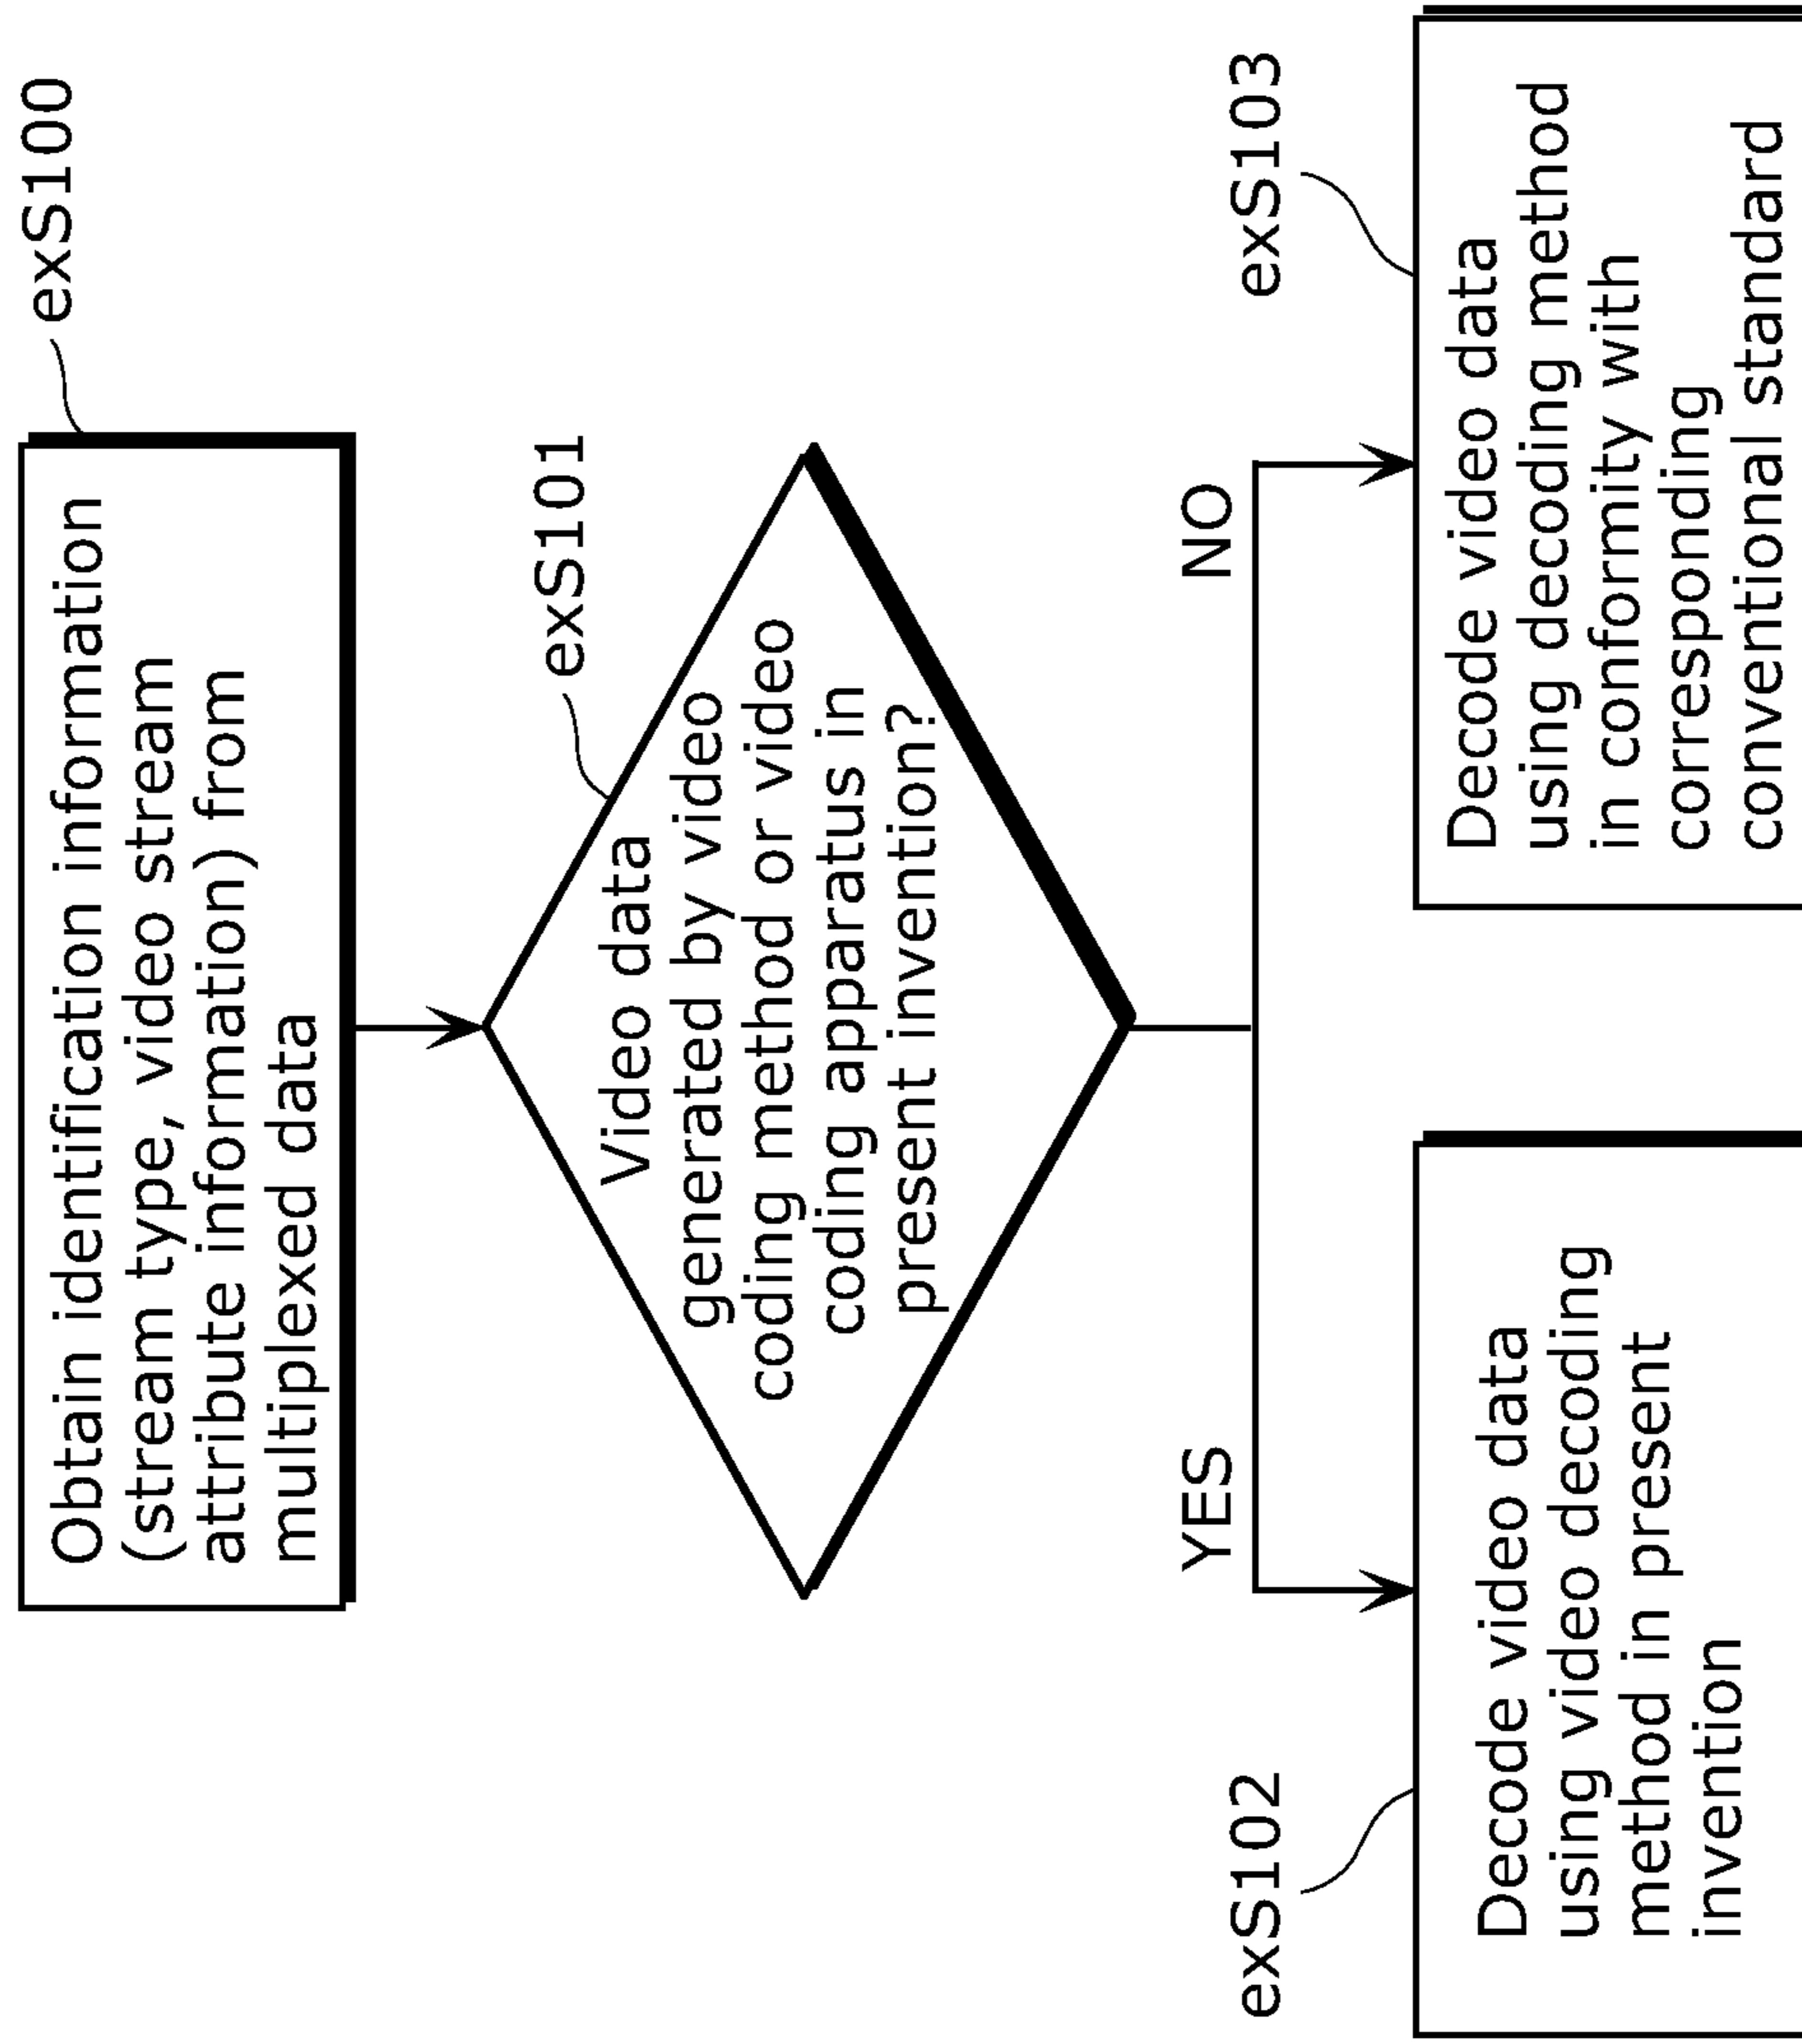 exS100
Obtain identification information
(stream type, video stream
attribute information) from
multiplexed data
exS101
Video data
generated by video
coding method or video
coding apparatus in
present invention?
YES
NO
exS102
Decode video data
using video decoding
method in present
invention
exS103
Decode video data
using decoding method
in conformity with
corresponding
conventional standard